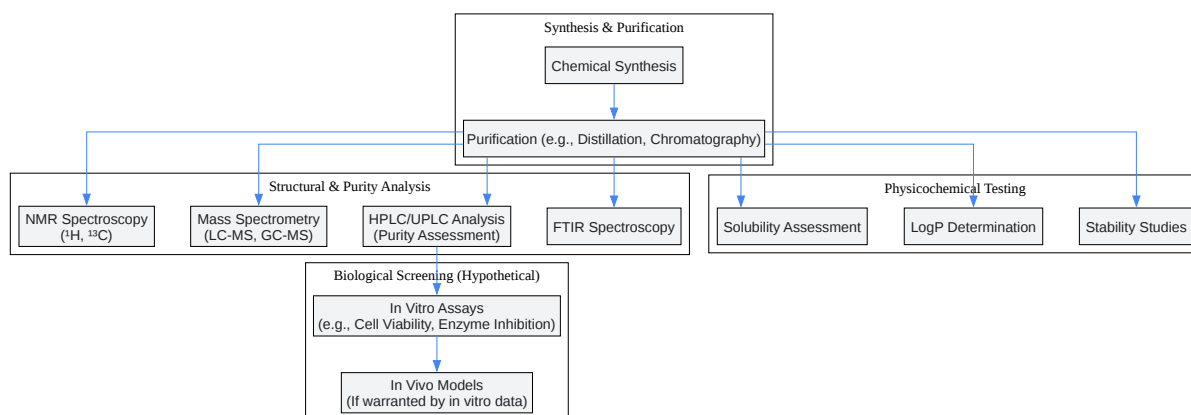 Synthesis & Purification
Chemical Synthesis
Purification (e.g., Distillation, Chromatography)
Structural & Purity Analysis
NMR Spectroscopy
(¹H, ¹³C)
Mass Spectrometry
(LC-MS, GC-MS)
HPLC/UPLC Analysis
(Purity Assessment)
FTIR Spectroscopy
Physicochemical Testing
Solubility Assessment
LogP Determination
Stability Studies
Biological Screening (Hypothetical)
In Vitro Assays
(e.g., Cell Viability, Enzyme Inhibition)
In Vivo Models
(If warranted by in vitro data)